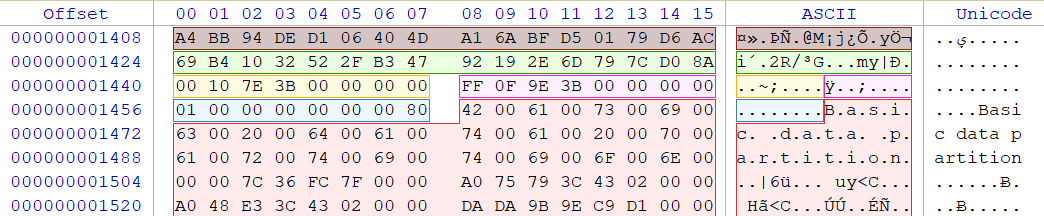 Offset 00 01 02 03 04 05 06 07 08 09 10 11 12 13 14 15 ASCII Unicode
000000001408 A4 BB 94 DE D1 06 40 4D A1 6A BF D5 01 79 D6 AC ¤».ÞÑ.@M¡j¿Õ.yÖ¬ ..ي.....
000000001424 69 B4 10 32 52 2F B3 47 92 19 2E 6D 79 7C D0 8A i´.2R/³G...my|Ð. ........
000000001440 00 10 7E 3B 00 00 00 00 FF 0F 9E 3B 00 00 00 00 ..~;....ÿ..;.... ........
000000001456 01 00 00 00 00 00 00 80 42 00 61 00 73 00 69 00 ........B.a.s.i. ....Basi
000000001472 63 00 20 00 64 00 61 00 74 00 61 00 20 00 70 00 c. .d.a.t.a. .p. c data p
000000001488 61 00 72 00 74 00 69 00 74 00 69 00 6F 00 6E 00 a.r.t.i.t.i.o.n. artition
000000001504 00 00 7C 36 FC 7F 00 00 A0 75 79 3C 43 02 00 00 ..|6ü... uy<C... ......Ƀ.
000000001520 A0 48 E3 3C 43 02 00 00 DA DA 9B 9E C9 D1 00 00 Hã<C...ÚÚ..ÉÑ.. ..Ƀ.....